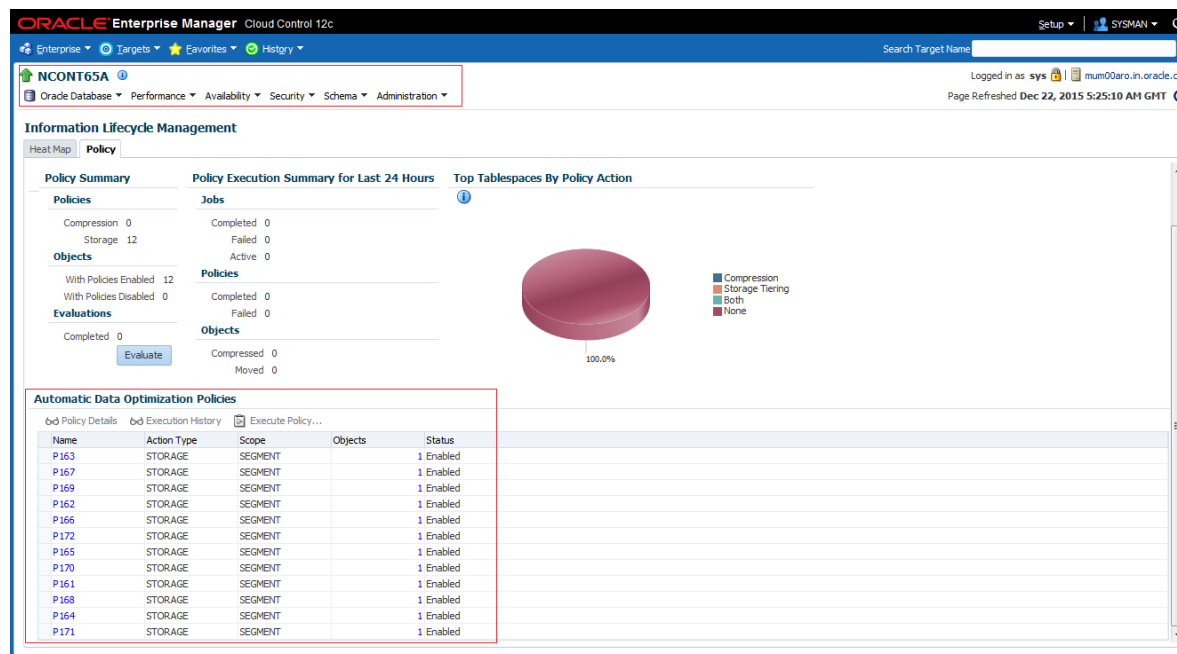 ORACLE Enterprise Manager Cloud Control 12c
Setup SYSMAN
Enterprise Targets Favorites History
Search Target Name
NCONT65A
Logged in as sys mum00aro.in.oracle.c
Oracle Database Performance Availability Security Schema Administration
Page Refreshed Dec 22, 2015 5:25:10 AM GMT
Information Lifecycle Management
Heat Map Policy
Policy Summary
Policies
Compression 0
Storage 12
Objects
With Policies Enabled 12
With Policies Disabled 0
Evaluations
Completed 0
Evaluate
Policy Execution Summary for Last 24 Hours
Jobs
Completed 0
Failed 0
Active 0
Policies
Completed 0
Failed 0
Objects
Compressed 0
Moved 0
Top Tablespaces By Policy Action
100.0%
Compression
Storage Tiering
Both
None
Automatic Data Optimization Policies
Policy Details Execution History Execute Policy...
Name Action Type Scope Objects Status
P163 STORAGE SEGMENT 1 Enabled
P167 STORAGE SEGMENT 1 Enabled
P169 STORAGE SEGMENT 1 Enabled
P162 STORAGE SEGMENT 1 Enabled
P166 STORAGE SEGMENT 1 Enabled
P172 STORAGE SEGMENT 1 Enabled
P165 STORAGE SEGMENT 1 Enabled
P170 STORAGE SEGMENT 1 Enabled
P161 STORAGE SEGMENT 1 Enabled
P168 STORAGE SEGMENT 1 Enabled
P164 STORAGE SEGMENT 1 Enabled
P171 STORAGE SEGMENT 1 Enabled